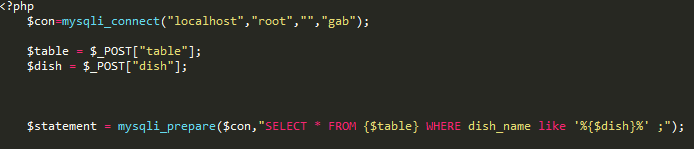 <?php
$con=mysqli_connect("localhost","root","","gab");
$table = $_POST["table"];
$dish = $_POST["dish"];
$statement = mysqli_prepare($con,"SELECT * FROM {$table} WHERE dish_name like '%{$dish}%' ;");